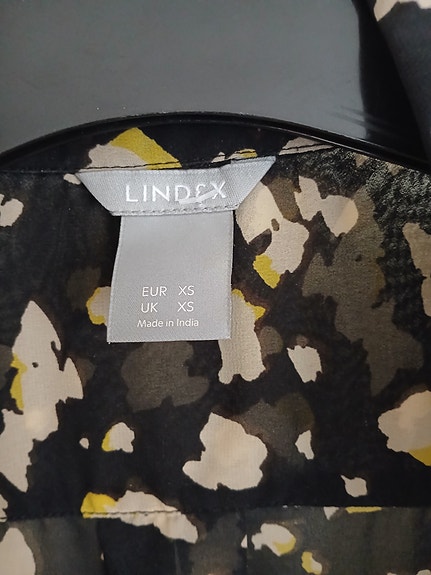 LINDEX
EUR XS
UK XS
Made in India